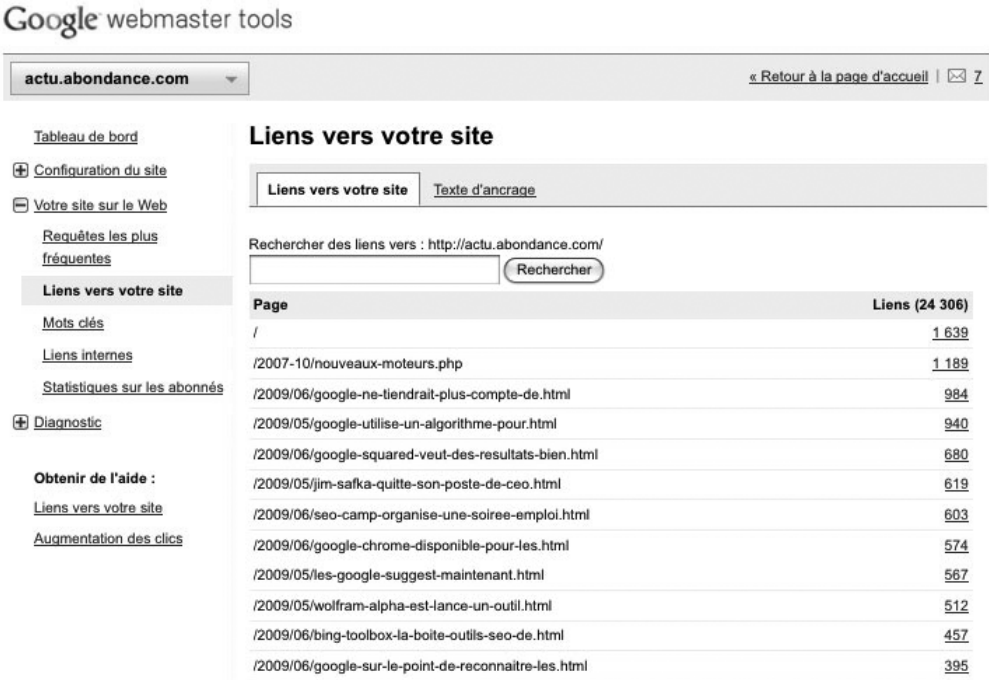 Google webmaster tools
actu.abondance.com
« Retour à la page d'accueil | 7
Tableau de bord
Configuration du site
Votre site sur le Web
Requêtes les plus
fréquentes
Liens vers votre site
Mots clés
Liens internes
Statistiques sur les abonnés
Diagnostic
Obtenir de l'aide :
Liens vers votre site
Augmentation des clics
Liens vers votre site
Liens vers votre site Texte d'ancrage
Rechercher des liens vers : http://actu.abondance.com/
Rechercher
Page Liens (24 306)
/ 1 639
/2007-10/nouveaux-moteurs.php 1 189
/2009/06/google-ne-tiendrait-plus-compte-de.html 984
/2009/05/google-utilise-un-algorithme-pour.html 940
/2009/06/google-squared-veut-des-resultats-bien.html 680
/2009/05/jim-safka-quitte-son-poste-de-ceo.html 619
/2009/06/seo-camp-organise-une-soiree-emploi.html 603
/2009/06/google-chrome-disponible-pour-les.html 574
/2009/05/les-google-suggest-maintenant.html 567
/2009/05/wolfram-alpha-est-lance-un-outil.html 512
/2009/06/bing-toolbox-la-boite-outils-seo-de.html 457
/2009/06/google-sur-le-point-de-reconnaitre-les.html 395